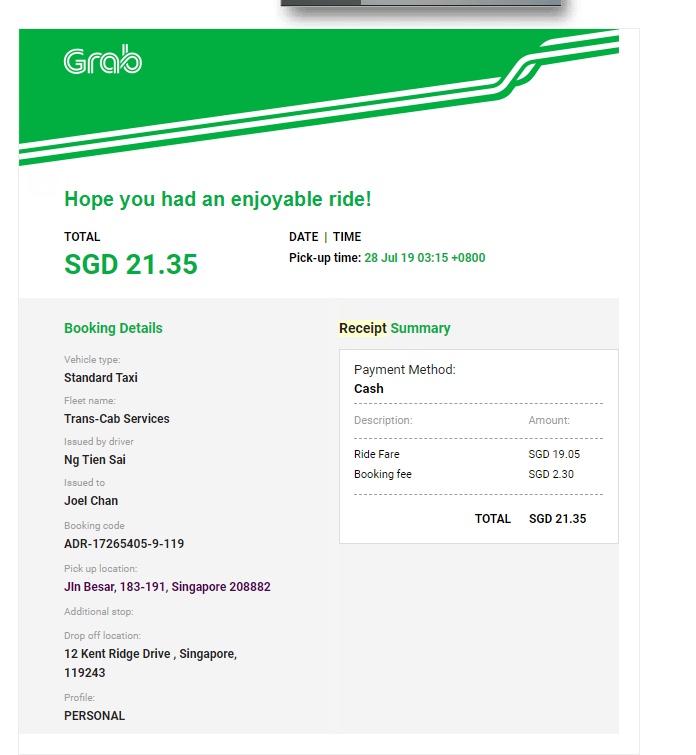 Grab
Hope you had an enjoyable ride!
TOTAL
SGD 21.35
DATE | TIME
Pick-up time: 28 Jul 19 03:15 +0800
Booking Details
Vehicle type:
Standard Taxi
Fleet name:
Trans-Cab Services
Issued by driver
Ng Tien Sai
Issued to
Joel Chan
Booking code
ADR-17265405-9-119
Pick up location:
Jln Besar, 183-191, Singapore 208882
Additional stop:
Drop off location:
12 Kent Ridge Drive , Singapore,
119243
Profile:
PERSONAL
Receipt Summary
Payment Method:
Cash
Description: Amount:
Ride Fare SGD 19.05
Booking fee SGD 2.30
TOTAL SGD 21.35